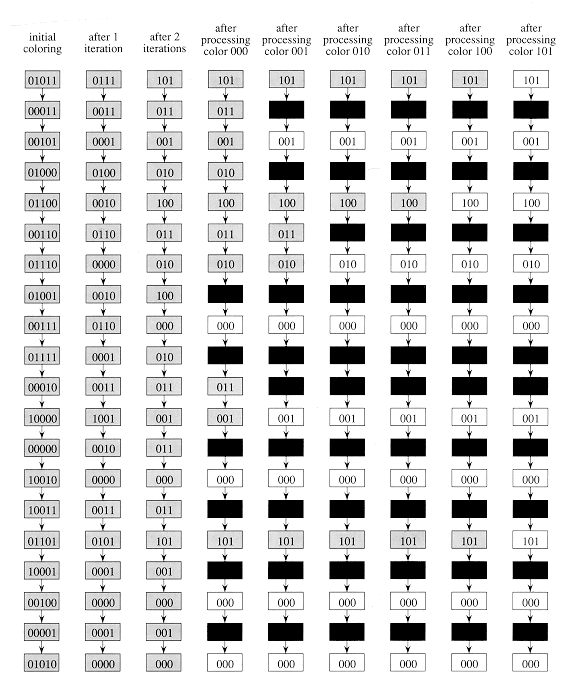 initial
coloring
after 1
iteration
after 2
iterations
after
processing
color 000
after
processing
color 001
after
processing
color 010
after
processing
color 011
after
processing
color 100
after
processing
color 101
01011 0111 101 101 101 101 101 101 101
00011 0011 011 011
00101 0001 001 001 001 001 001 001 001
01000 0100 010 010
01100 0010 100 100 100 100 100 100 100
00110 0110 011 011 011
01110 0000 010 010 010 010 010 010 010
01001 0010 100
00111 0110 000 000 000 000 000 000 000
01111 0001 010
00010 0011 011 011
10000 1001 001 001 001 001 001 001 001
00000 0010 011
10010 0000 000 000 000 000 000 000 000
10011 0011 011
01101 0101 101 101 101 101 101 101 101
10001 0001 001
00100 0000 000 000 000 000 000 000 000
00001 0001 001
01010 0000 000 000 000 000 000 000 000